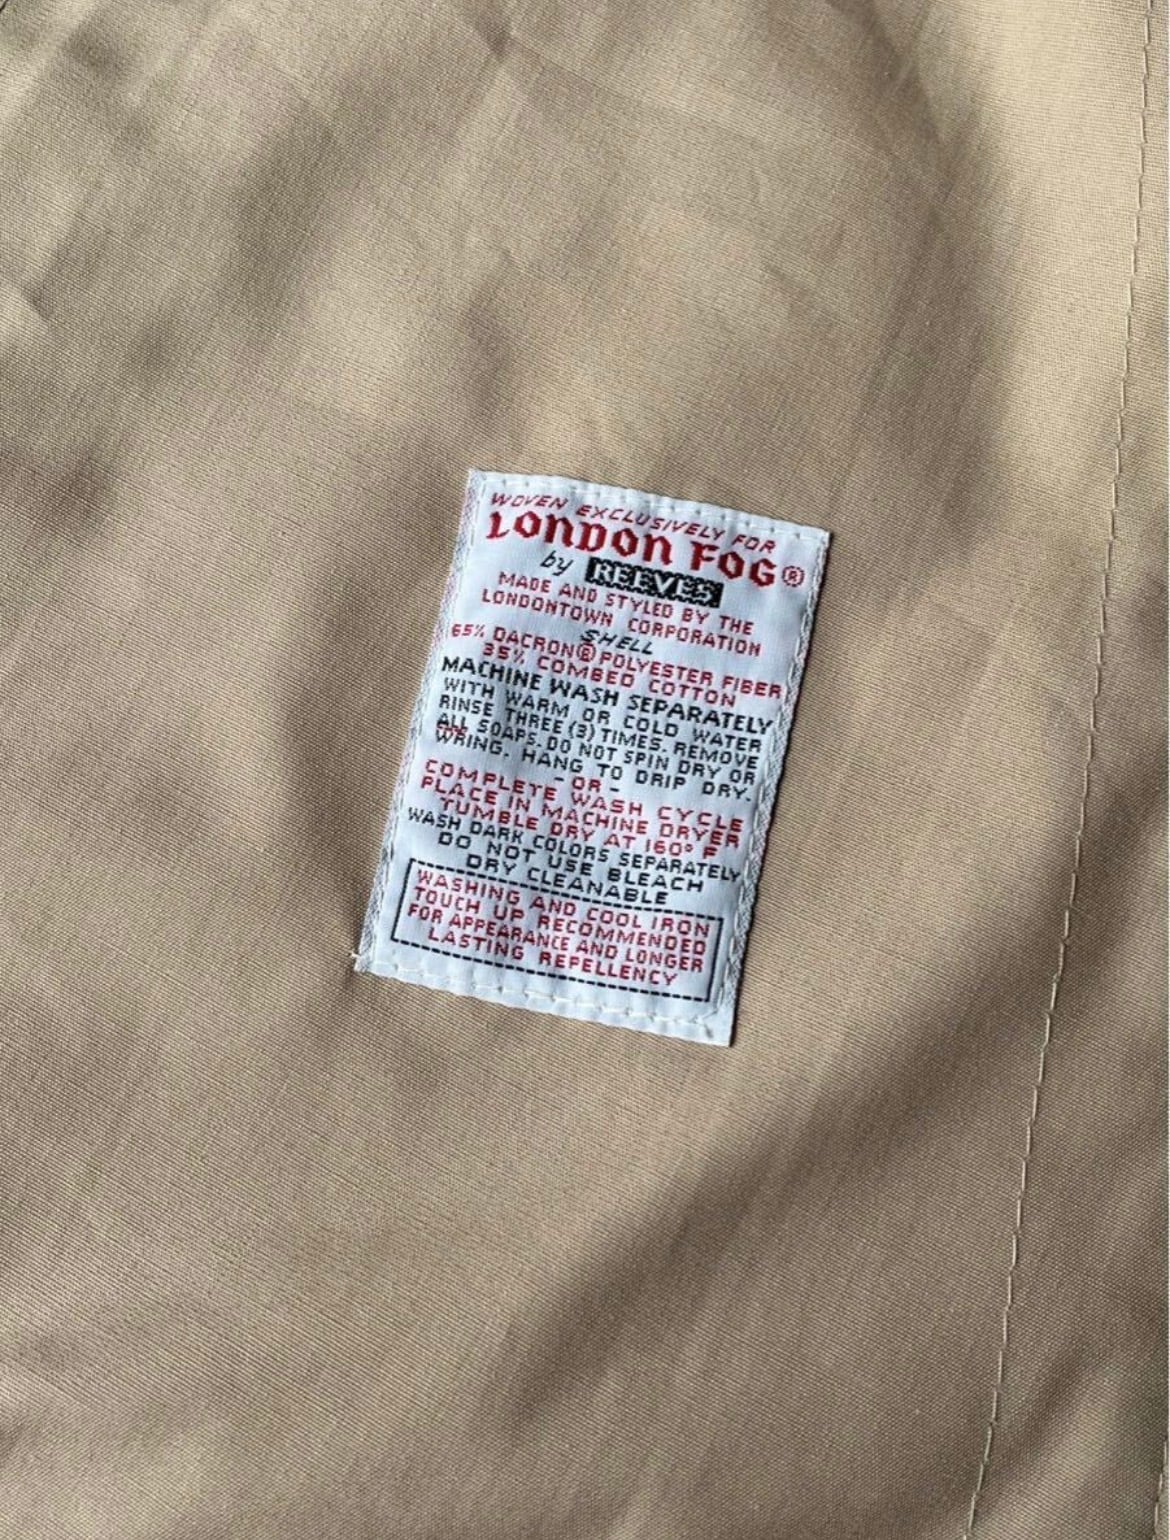 WOVEN EXCLUSIVELY FOR
LONDON FOG®
by REEVES
MADE AND STYLED BY THE
LONDONTOWN CORPORATION
SHELL
65% DACRON® POLYESTER FIBER
35% COMBED COTTON
MACHINE WASH SEPARATELY
WITH WARM OR COLD WATER
RINSE THREE (3) TIMES. REMOVE
ALL SOAPS. DO NOT SPIN DRY OR
WRING. HANG TO DRIP DRY.
- OR -
COMPLETE WASH CYCLE
PLACE IN MACHINE DRYER
TUMBLE DRY AT 160° F
WASH DARK COLORS SEPARATELY
DO NOT USE BLEACH
DRY CLEANABLE
WASHING AND COOL IRON
TOUCH UP RECOMMENDED
FOR APPEARANCE AND LONGER
LASTING REPELLENCY